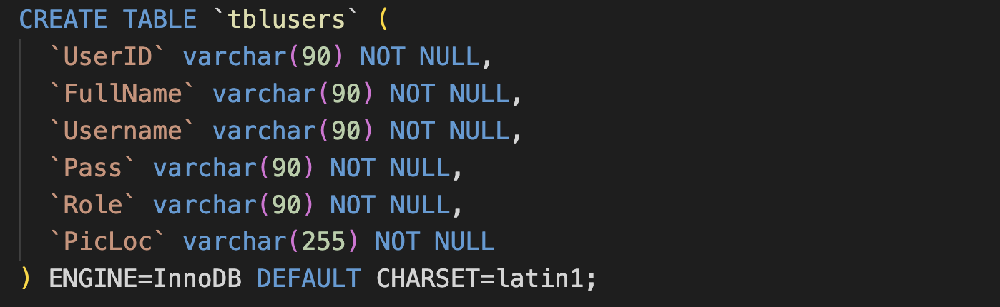 CREATE TABLE `tblusers` (
  `UserID` varchar(90) NOT NULL,
  `FullName` varchar(90) NOT NULL,
  `Username` varchar(90) NOT NULL,
  `Pass` varchar(90) NOT NULL,
  `Role` varchar(90) NOT NULL,
  `PicLoc` varchar(255) NOT NULL
) ENGINE=InnoDB DEFAULT CHARSET=latin1;